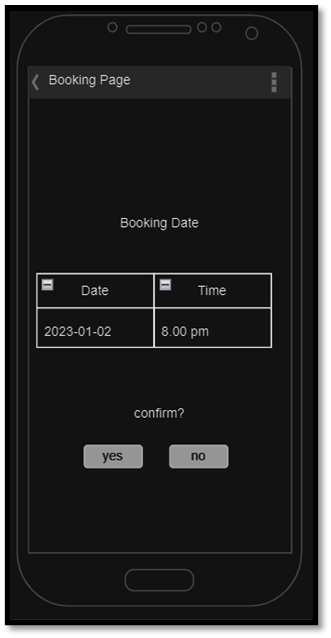 Booking Page
Booking Date
Date Time
2023-01-02 8.00 pm
confirm?
yes no